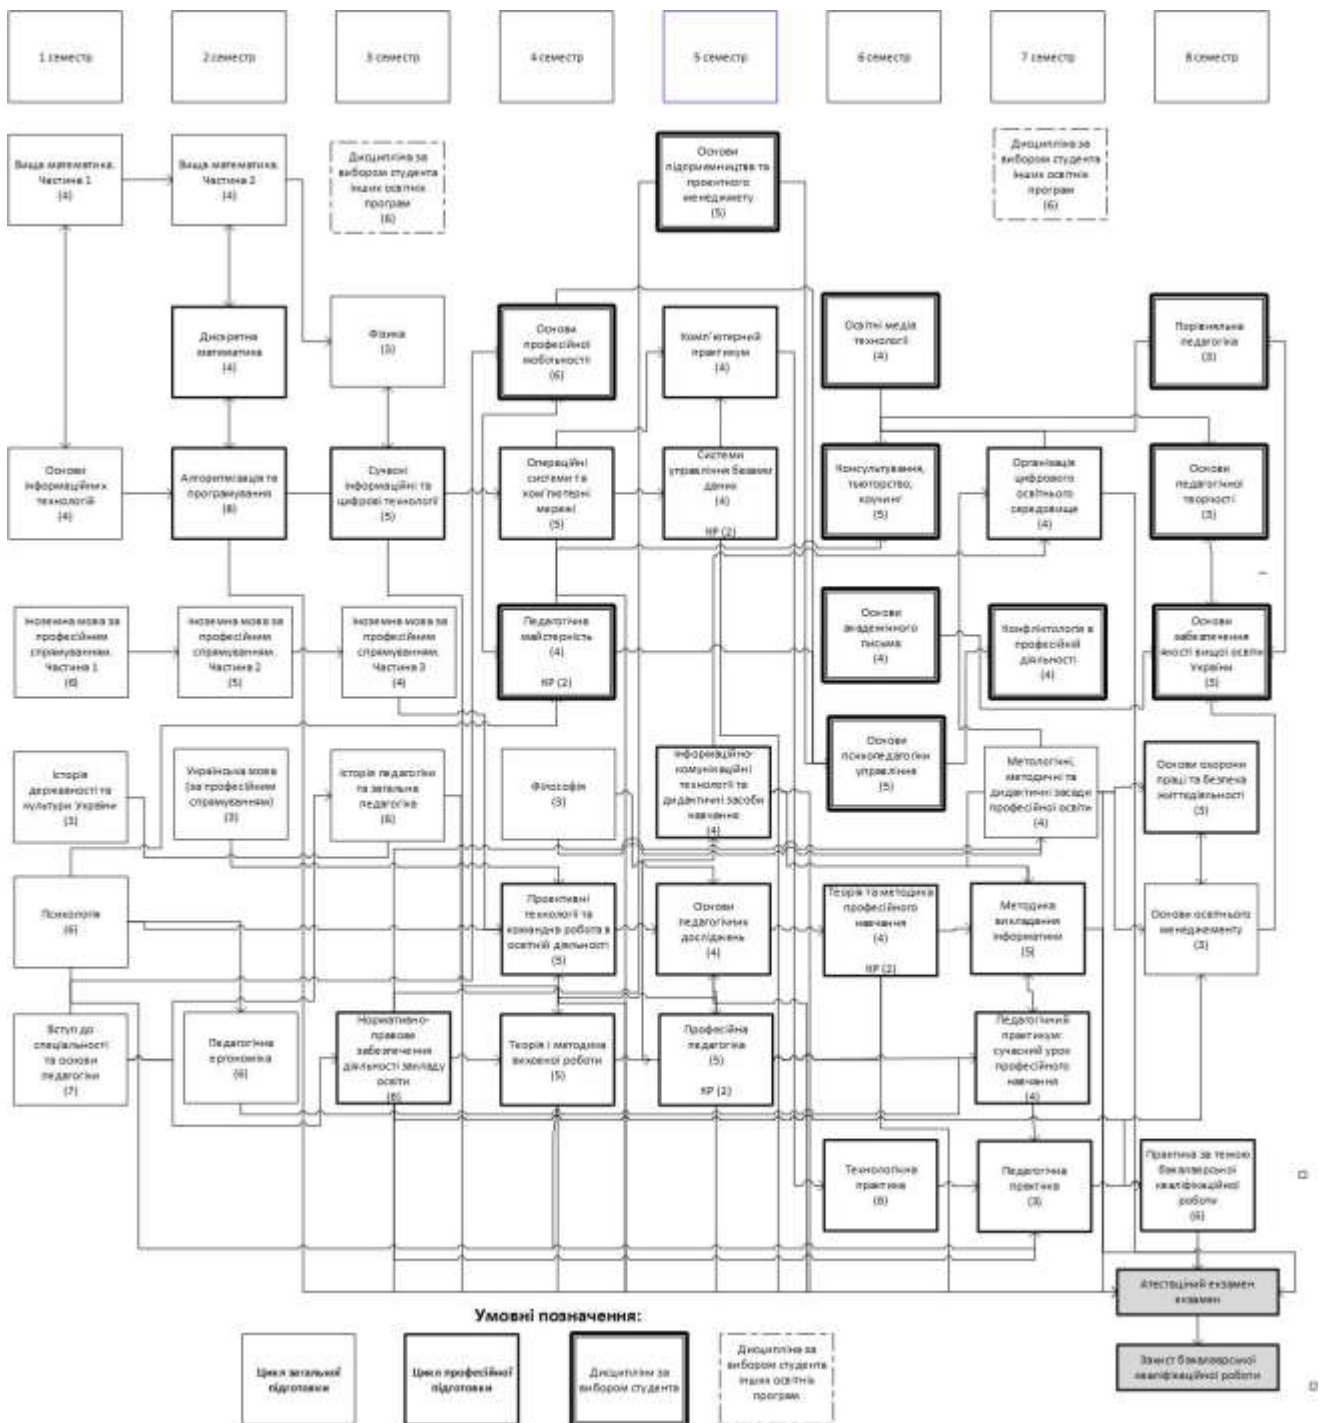 1 семестр
2 семестр
3 семестр
4 семестр
5 семестр
6 семестр
7 семестр
8 семестр
Вища математика.
Частина 1
(4)
Вища математика.
Частина 2
(4)
Дисципліна за
вибором студента
інших освітніх
програм
(6)
Основи
підприємництва та
проектного
менеджмету
(5)
Дисципліна за
вибором студента
інших освітніх
програм
(6)
Дискретна
математика
(4)
Фізика
(3)
Основи
професійної
мобільності
(6)
Комп'ютерний
практикум
(4)
Освітні медіа
технології
(4)
Порівняльна
педагогіка
(3)
Основи
інформаційних
технологій
(4)
Алгоритмізація та
програмування
(8)
Сучасні
інформаційні та
цифрові технології
(5)
Операційні
системи та
комп'ютерні
мережі
(5)
Системи
управління базами
даних
(4)
КР (2)
Консультування,
тьюторство,
коучинг
(5)
Організація
цифрового
освітнього
середовище
(4)
Основи
педагогічної
творчості
(3)
Іноземна мова за
професійним
спрямуванням.
Частина 1
(6)
Іноземна мова за
професійним
спрямуванням.
Частина 2
(5)
Іноземна мова за
професійним
спрямуванням.
Частина 3
(4)
Педагогічна
майстерність
(4)
КР (2)
Основи
академічного
письма
(4)
Конфліктологія в
професійній
діяльності
(4)
Основи
забезпечення
якості вищої освіти
України
(3)
Історія
державності та
культури України
(3)
Українська мова
(за професійним
спрямуванням)
(3)
Історія педагогіки
та загальна
педагогіка
(6)
Філософія
(3)
Інформаційно-
комунікаційні
технології та
дидактичні засоби
навчання
(4)
Основи
психопедагогіки
управління
(5)
Методичні та
дидактичні засади
професійної освіти
(4)
Основи охорони
праці та безпека
життєдіяльності
(3)
Психологія
(6)
Проективні
технології та
командна робота в
освітній діяльності
(5)
Основи
педагогічних
досліджень
(4)
Теорія та методика
професійного
навчання
(4)
КР (2)
Методика
викладання
інформатики
(5)
Основи освітнього
менеджменту
(3)
Вступ до
спеціальності
та основи
педагогіки
(7)
Педагогічна
ергономіка
(6)
Нормативно-
правове
забезпечення
діяльності закладу
освіти
(6)
Теорія і методика
виховної роботи
(5)
Професійна
педагогіка
(5)
КР (2)
Педагогічний
практикум:
сучасний урок
професійного
навчання
(4)
Технологічна
практика
(6)
Педагогічна
практика
(3)
Практика за темою
бакалаврської
кваліфікаційної
роботи
(6)
Атестаціний екзамен
екзамен
Захист бакалаврської
кваліфікаційної роботи
Умовні позначення:
Цикл загальної
підготовки
Цикл професійної
підготовки
Дисципліни за
вибором студента
Дисципліна за
вибором студента
інших освітніх
програм